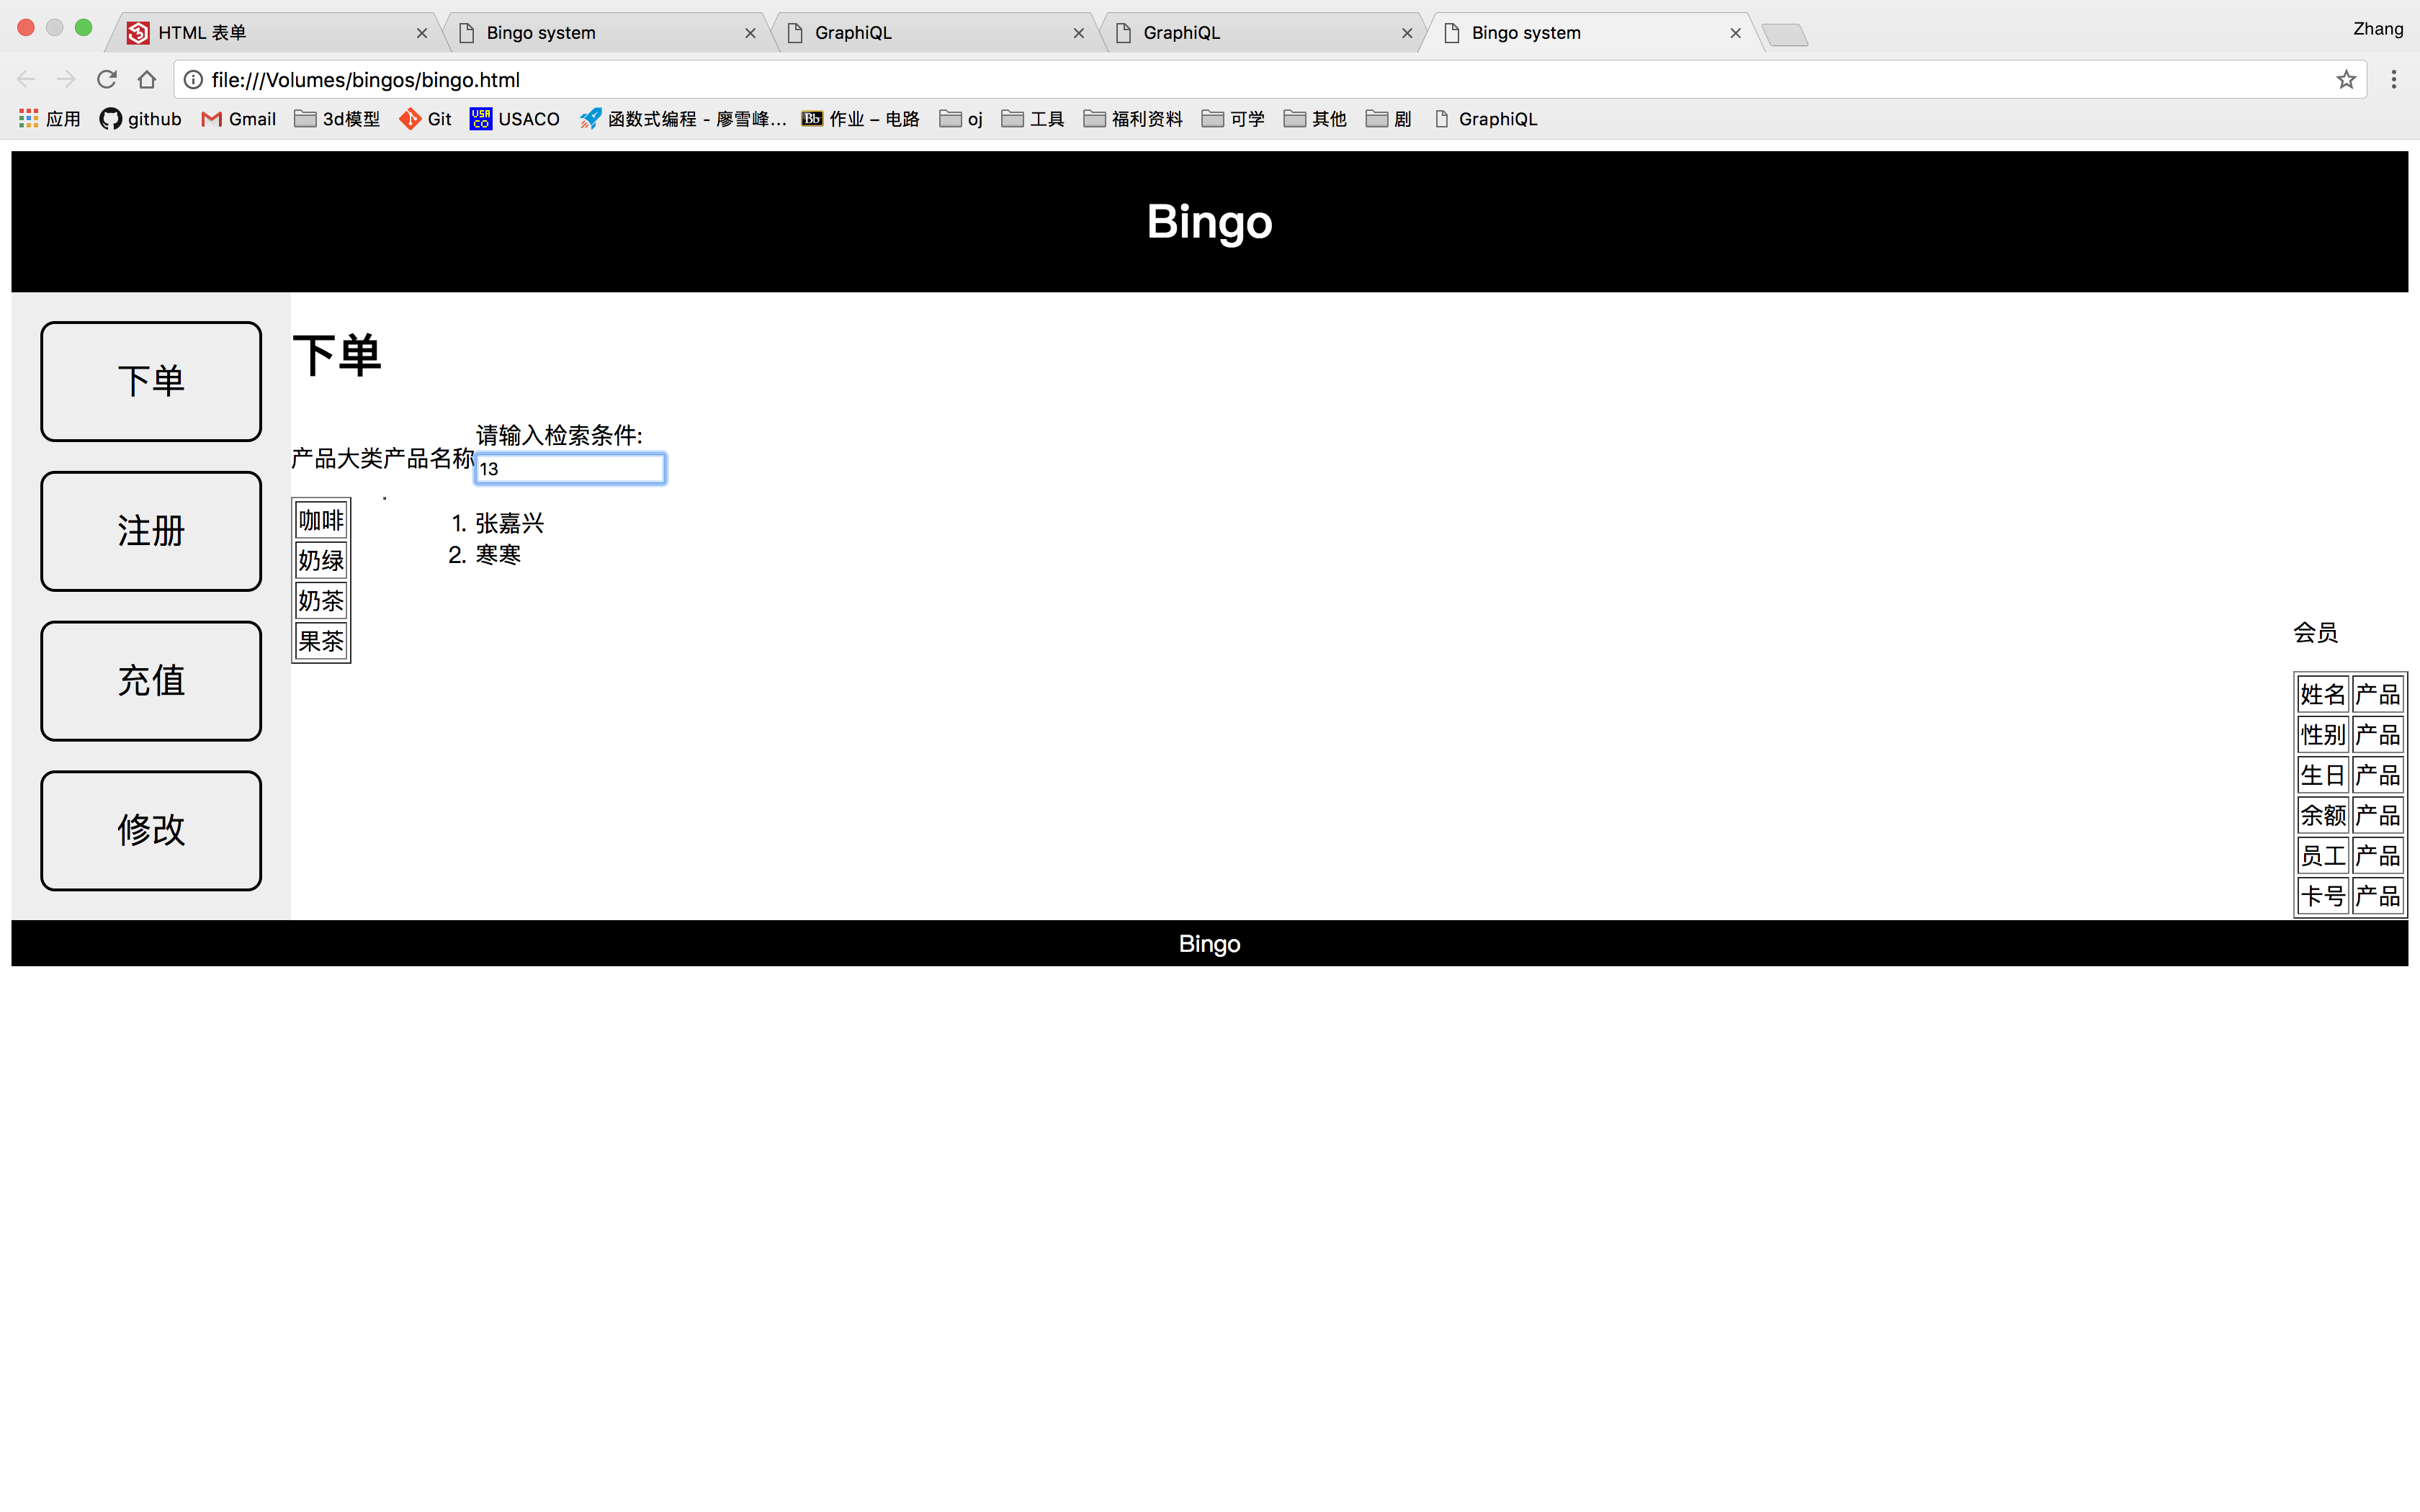 HTML 表单
Bingo system
GraphiQL
GraphiQL
Bingo system
Zhang
file:///Volumes/bingos/bingo.html
应用 github Gmail 3d模型 Git USACO 函数式编程 - 廖雪峰... Bb 作业 – 电路 oj 工具 福利资料 可学 其他 剧 GraphiQL
Bingo
下单
注册
充值
修改
下单
产品大类产品名称
请输入检索条件:
13
咖啡
奶绿
奶茶
果茶
1. 张嘉兴
2. 寒寒
会员
姓名 产品
性别 产品
生日 产品
余额 产品
员工 产品
卡号 产品
Bingo